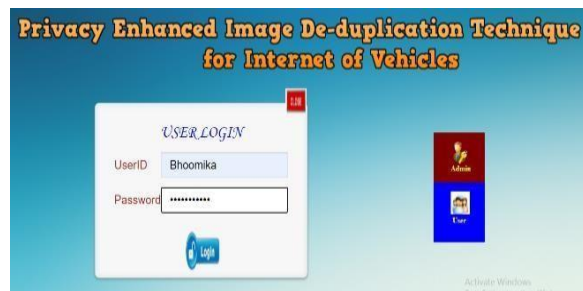 Privacy Enhanced Image De-duplication Technique
for Internet of Vehicles
USER LOGIN
UserID Bhoomika
Password •••••••••••
Login
Admin
User
Activate Windows